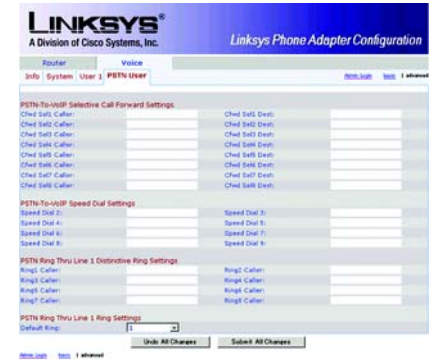 LINKSYS®
A Division of Cisco Systems, Inc.
Linksys Phone Adapter Configuration
Router Voice
Info System User 1 PSTN User Admin Login basic | advanced
PSTN-To-VoIP Selective Call Forward Settings
Cfwd Sel1 Caller: Cfwd Sel1 Dest:
Cfwd Sel2 Caller: Cfwd Sel2 Dest:
Cfwd Sel3 Caller: Cfwd Sel3 Dest:
Cfwd Sel4 Caller: Cfwd Sel4 Dest:
Cfwd Sel5 Caller: Cfwd Sel5 Dest:
Cfwd Sel6 Caller: Cfwd Sel6 Dest:
Cfwd Sel7 Caller: Cfwd Sel7 Dest:
Cfwd Sel8 Caller: Cfwd Sel8 Dest:
PSTN-To-VoIP Speed Dial Settings
Speed Dial 2: Speed Dial 3:
Speed Dial 4: Speed Dial 5:
Speed Dial 6: Speed Dial 7:
Speed Dial 8: Speed Dial 9:
PSTN Ring Thru Line 1 Distinctive Ring Settings
Ring1 Caller: Ring2 Caller:
Ring3 Caller: Ring4 Caller:
Ring5 Caller: Ring6 Caller:
Ring7 Caller: Ring8 Caller:
PSTN Ring Thru Line 1 Ring Settings
Default Ring: 1
Undo All Changes Submit All Changes
Admin Login basic | advanced